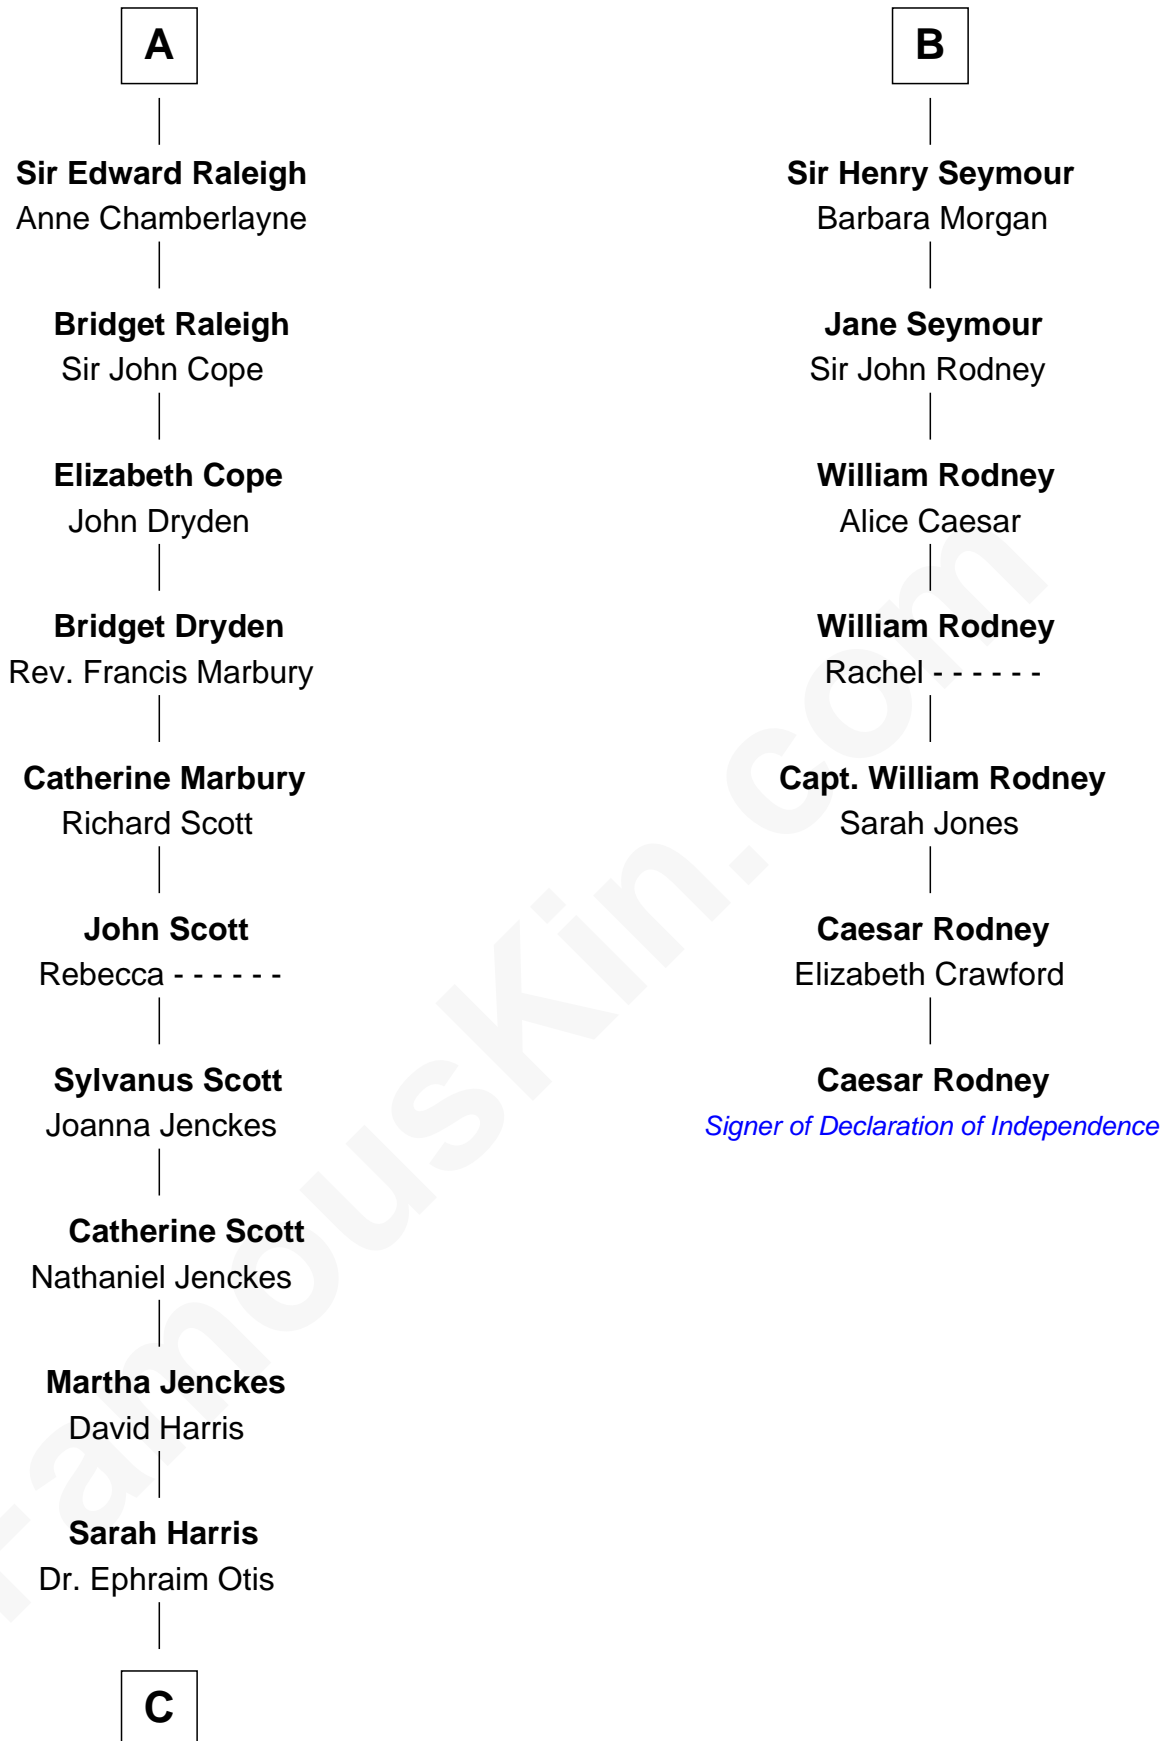 A
Sir Edward Raleigh
Anne Chamberlayne
Bridget Raleigh
Sir John Cope
Elizabeth Cope
John Dryden
Bridget Dryden
Rev. Francis Marbury
Catherine Marbury
Richard Scott
John Scott
Rebecca - - - - - -
Sylvanus Scott
Joanna Jenckes
Catherine Scott
Nathaniel Jenckes
Martha Jenckes
David Harris
Sarah Harris
Dr. Ephraim Otis
C
B
Sir Henry Seymour
Barbara Morgan
Jane Seymour
Sir John Rodney
William Rodney
Alice Caesar
William Rodney
Rachel - - - - - -
Capt. William Rodney
Sarah Jones
Caesar Rodney
Elizabeth Crawford
Caesar Rodney
Signer of Declaration of Independence
FamousKin.com